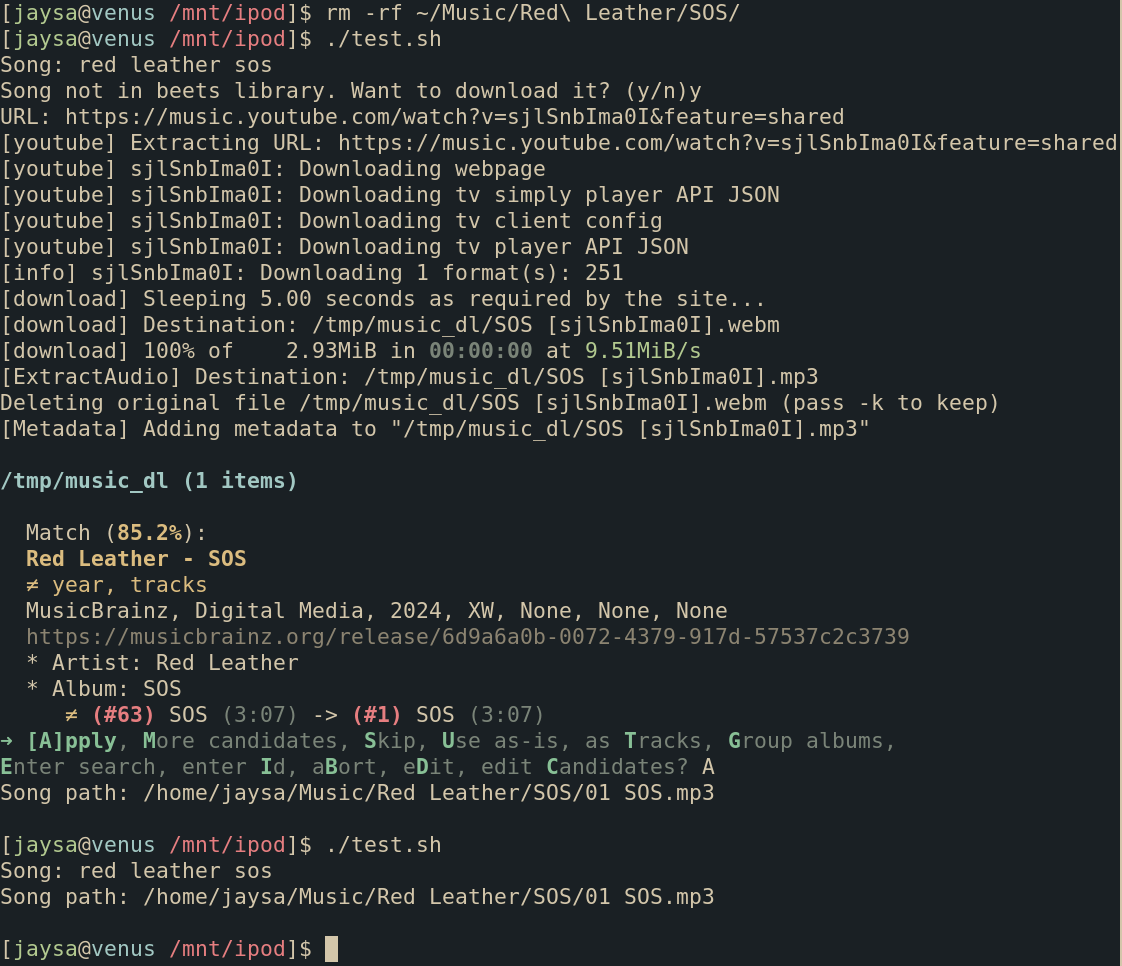 [jaysa@venus /mnt/ipod]$ rm -rf ~/Music/Red\ Leather/SOS/
[jaysa@venus /mnt/ipod]$ ./test.sh
Song: red leather sos
Song not in beets library. Want to download it? (y/n)y
URL: https://music.youtube.com/watch?v=sjlSnbIma0I&feature=shared
[youtube] Extracting URL: https://music.youtube.com/watch?v=sjlSnbIma0I&feature=shared
[youtube] sjlSnbIma0I: Downloading webpage
[youtube] sjlSnbIma0I: Downloading tv simply player API JSON
[youtube] sjlSnbIma0I: Downloading tv client config
[youtube] sjlSnbIma0I: Downloading tv player API JSON
[info] sjlSnbIma0I: Downloading 1 format(s): 251
[download] Sleeping 5.00 seconds as required by the site...
[download] Destination: /tmp/music_dl/SOS [sjlSnbIma0I].webm
[download] 100% of    2.93MiB in 00:00:00 at 9.51MiB/s
[ExtractAudio] Destination: /tmp/music_dl/SOS [sjlSnbIma0I].mp3
Deleting original file /tmp/music_dl/SOS [sjlSnbIma0I].webm (pass -k to keep)
[Metadata] Adding metadata to "/tmp/music_dl/SOS [sjlSnbIma0I].mp3"

/tmp/music_dl (1 items)

  Match (85.2%):
  Red Leather - SOS
  ≠ year, tracks
  MusicBrainz, Digital Media, 2024, XW, None, None, None
  https://musicbrainz.org/release/6d9a6a0b-0072-4379-917d-57537c2c3739
  * Artist: Red Leather
  * Album: SOS
     ≠ (#63) SOS (3:07) -> (#1) SOS (3:07)
➜ [A]pply, More candidates, Skip, Use as-is, as Tracks, Group albums,
Enter search, enter Id, aBort, eDit, edit Candidates? A
Song path: /home/jaysa/Music/Red Leather/SOS/01 SOS.mp3

[jaysa@venus /mnt/ipod]$ ./test.sh
Song: red leather sos
Song path: /home/jaysa/Music/Red Leather/SOS/01 SOS.mp3

[jaysa@venus /mnt/ipod]$